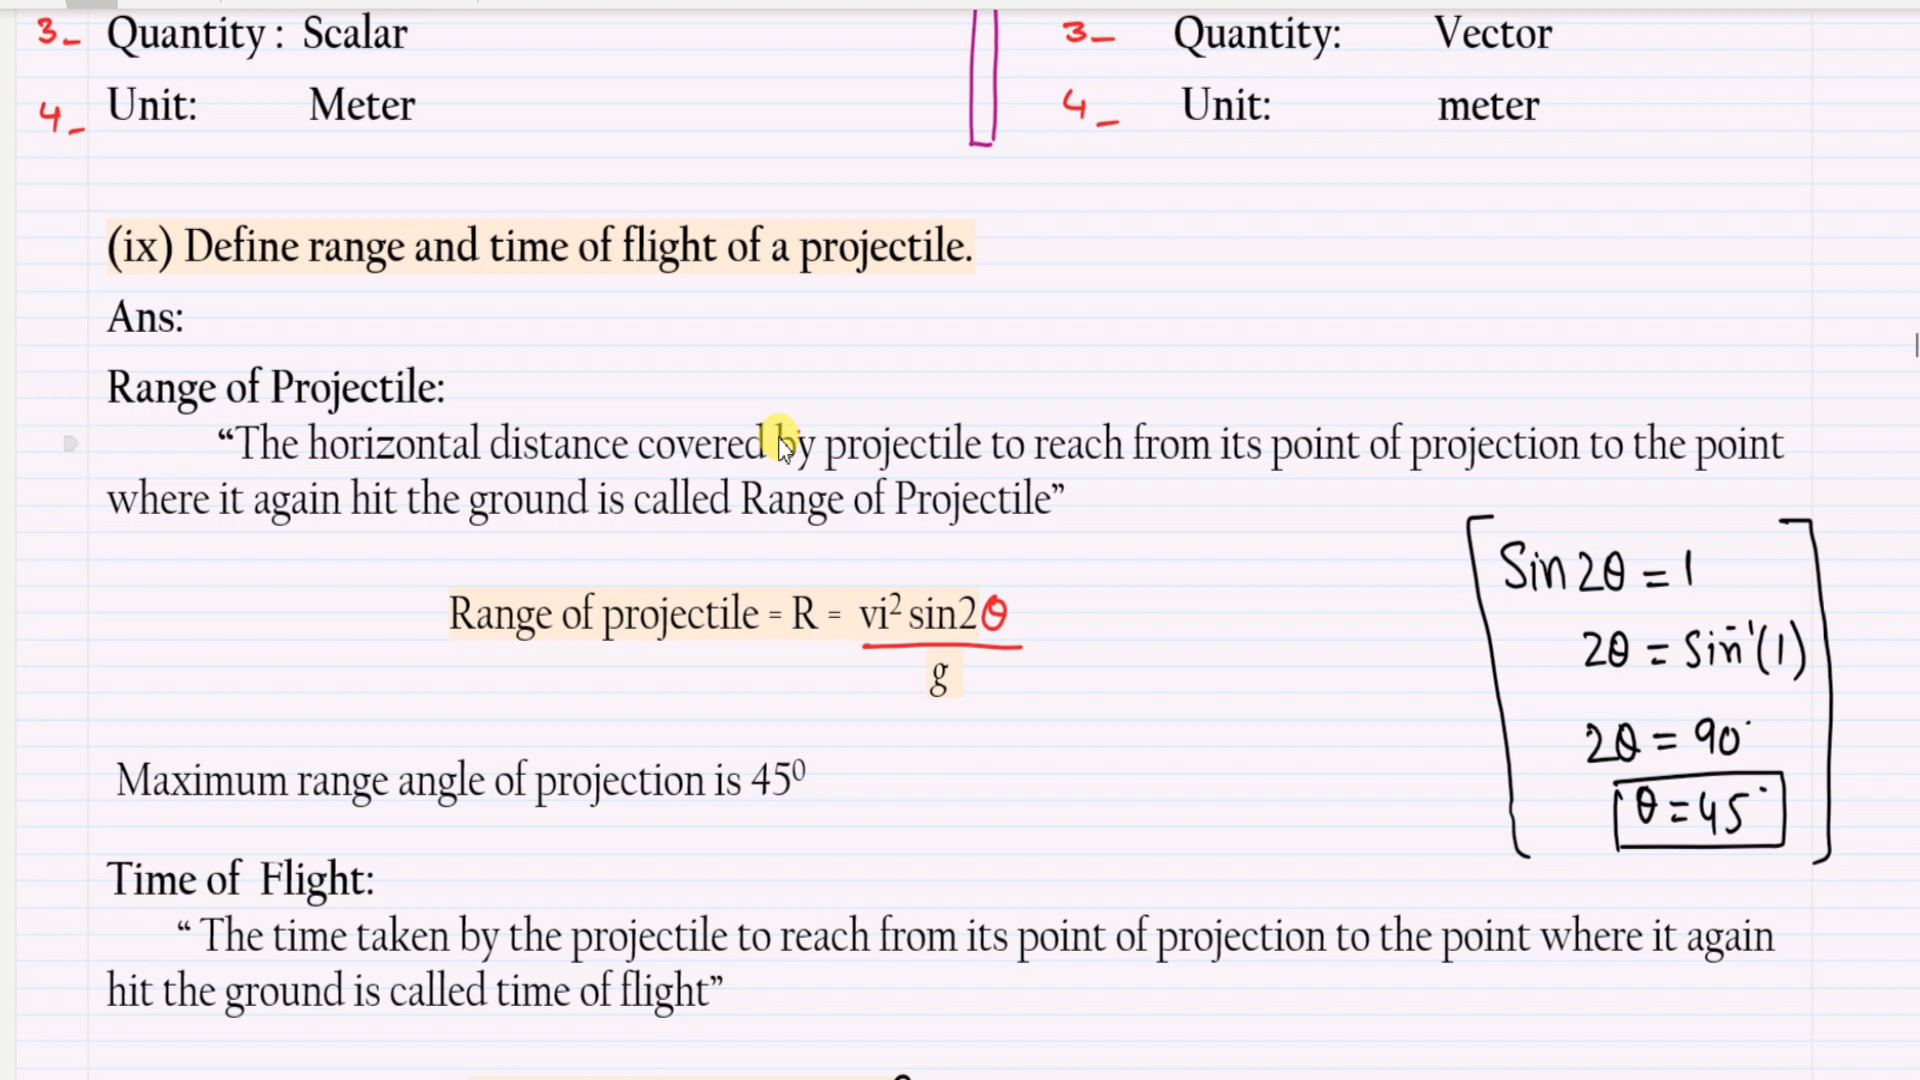 3- Quantity : Scalar
3- Quantity: Vector
4- Unit: Meter
4- Unit: meter
(ix) Define range and time of flight of a projectile.
Ans:
Range of Projectile:
“The horizontal distance covered by projectile to reach from its point of projection to the point
where it again hit the ground is called Range of Projectile”
Range of projectile = R = vi² sin2θ
g
Sin 2θ = 1
2θ = Sin⁻¹(1)
2θ = 90°
θ = 45°
Maximum range angle of projection is 45⁰
Time of Flight:
“ The time taken by the projectile to reach from its point of projection to the point where it again
hit the ground is called time of flight”